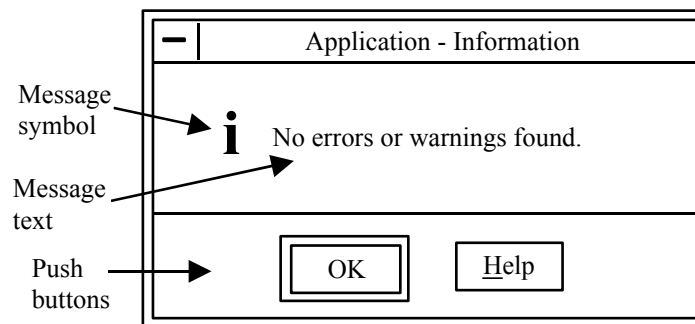 Application - Information
Message
symbol
i
No errors or warnings found.
Message
text
Push
buttons
OK
Help